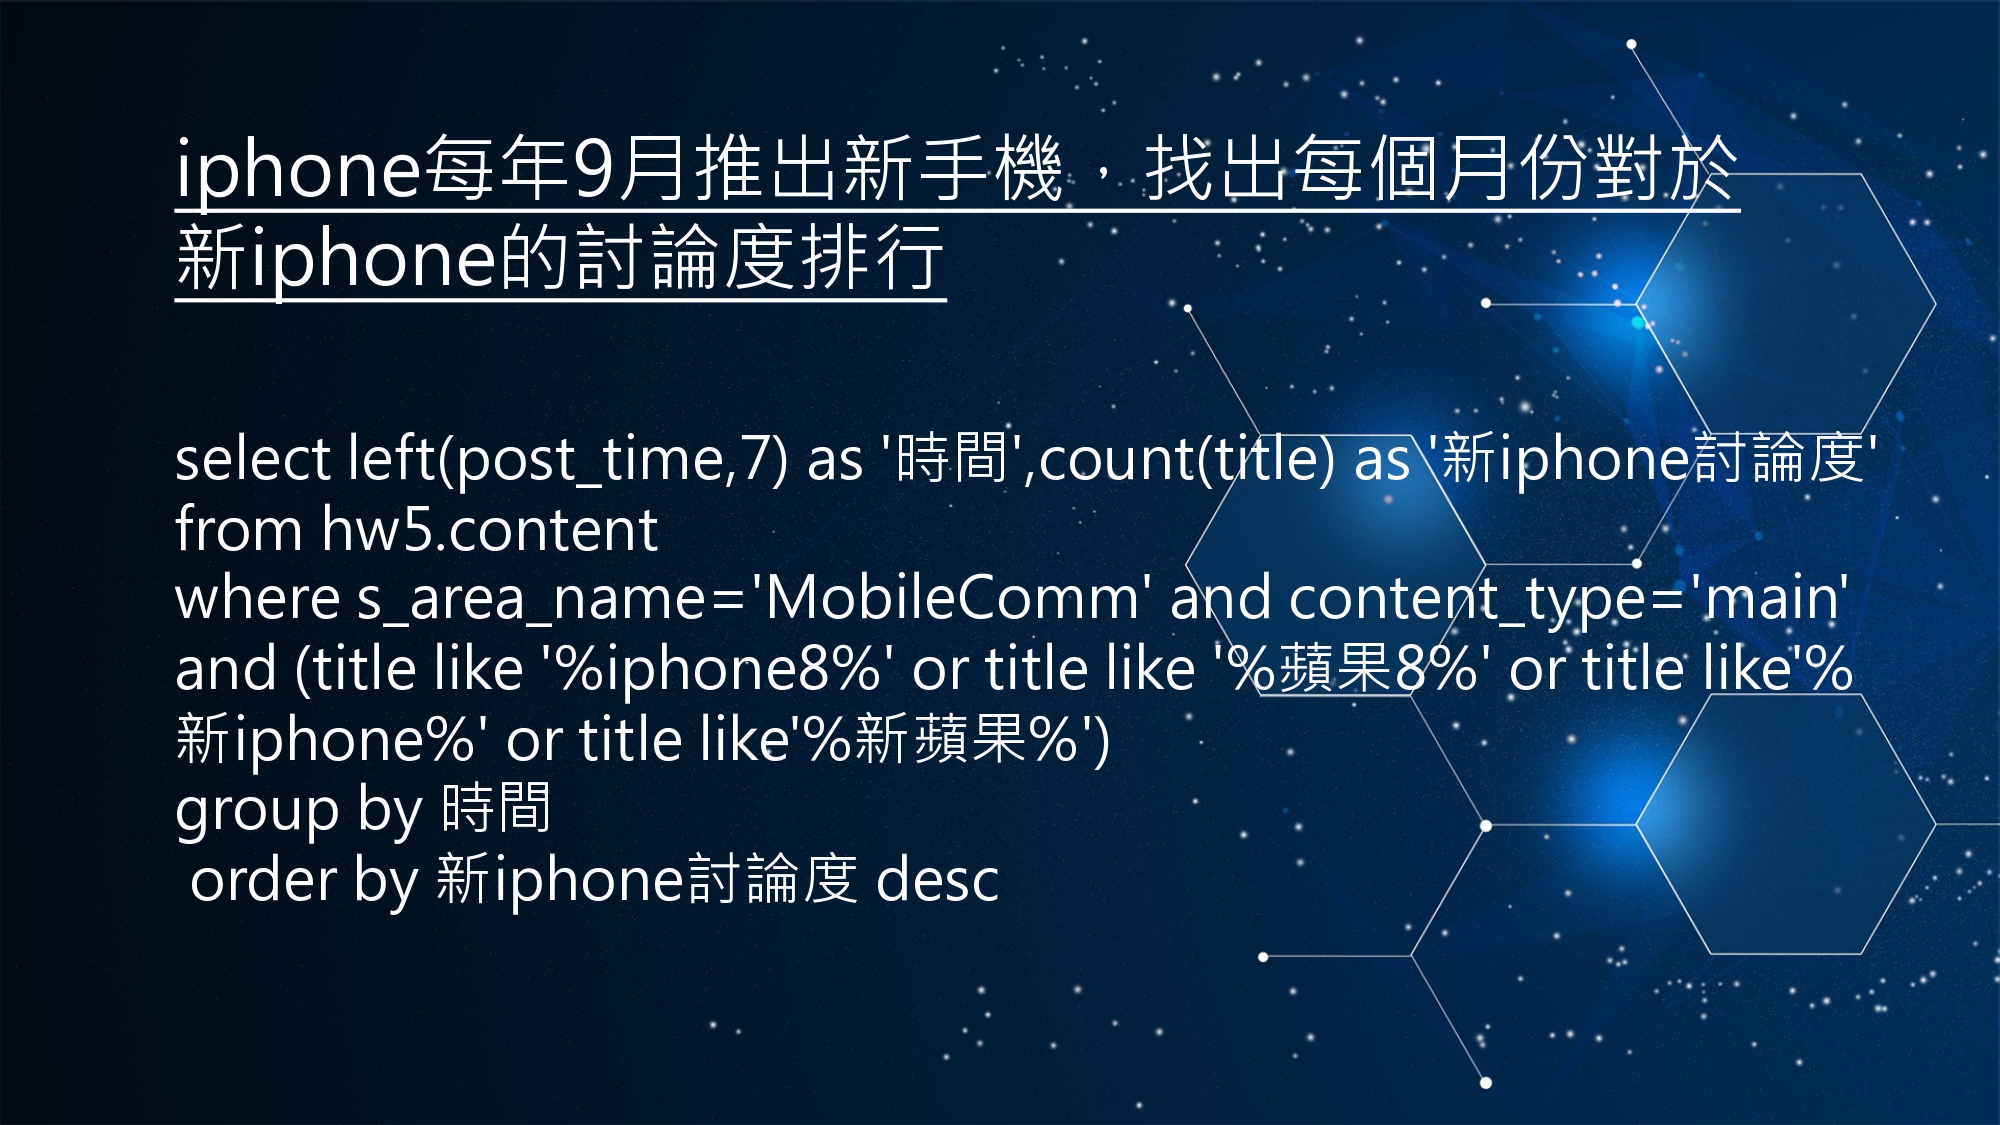 iphone每年9月推出新手機，找出每個月份對於
新iphone的討論度排行
select left(post_time,7) as '時間',count(title) as '新iphone討論度'
from hw5.content
where s_area_name='MobileComm' and content_type='main'
and (title like '%iphone8%' or title like '%蘋果8%' or title like'%
新iphone%' or title like'%新蘋果%')
group by 時間
order by 新iphone討論度 desc